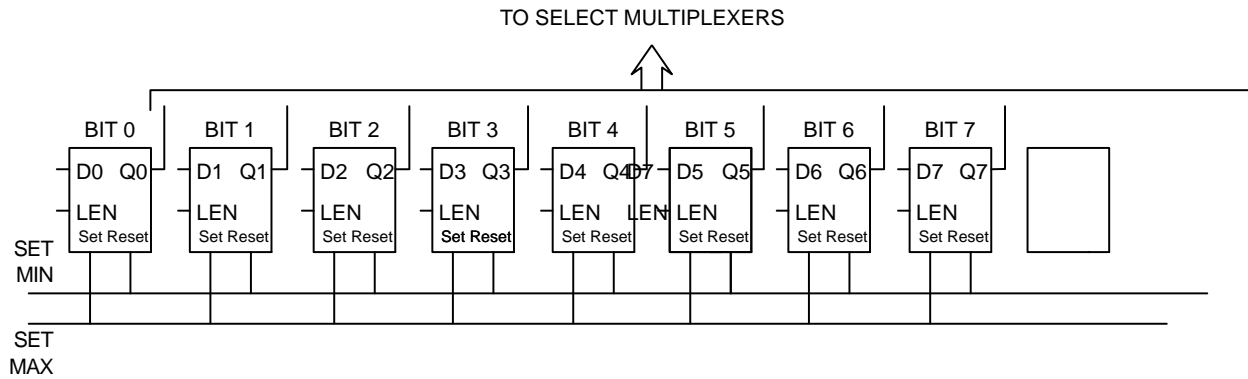 TO SELECT MULTIPLEXERS
BIT 0 BIT 1 BIT 2 BIT 3 BIT 4 BIT 5 BIT 6 BIT 7
D0 Q0 D1 Q1 D2 Q2 D3 Q3 D4 Q4 D7 D5 Q5 D6 Q6 D7 Q7
LEN LEN LEN LEN LEN LEN LEN LEN LEN
Set Reset Set Reset Set Reset Set Reset Set Reset Set Reset Set Reset Set Reset
SET
MIN
SET
MAX